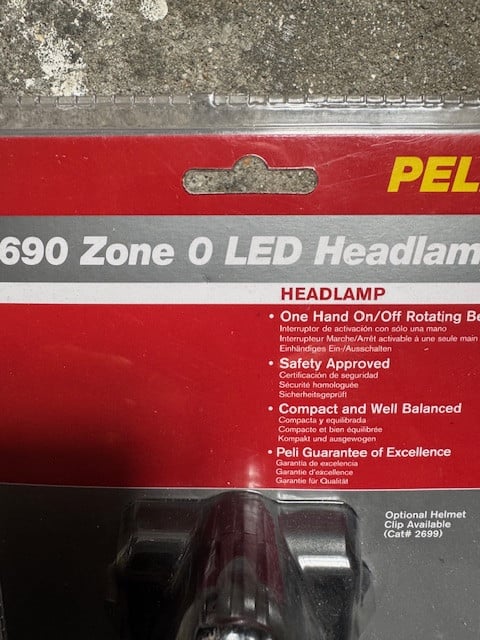 PEL
690 Zone 0 LED Headlam
HEADLAMP
• One Hand On/Off Rotating Be
Interruptor de activación con sólo una mano
Interrupteur Marche/Arrêt activable à une seule main
Einhändiges Ein-/Ausschalten
• Safety Approved
Certificación de seguridad
Sécurité homologuée
Sicherheitsgeprüft
• Compact and Well Balanced
Compacta y equilibrada
Compacte et bien équilibrée
Kompakt und ausgewogen
• Peli Guarantee of Excellence
Garantía de excelencia
Garantie d'excellence
Garantie für Qualität
Optional Helmet
Clip Available
(Cat# 2699)